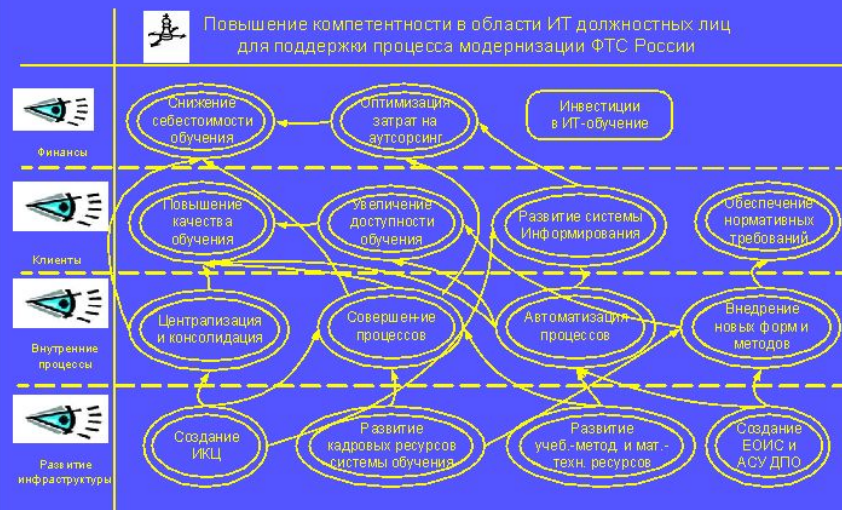 Повышение компетентности в области ИТ должностных лиц
для поддержки процесса модернизации ФТС России
Финансы
Снижение
себестоимости
обучения
Оптимизация
затрат на
аутсорсинг
Инвестиции
в ИТ-обучение
Клиенты
Повышение
качества
обучения
Увеличение
доступности
обучения
Развитие системы
Информирования
Обеспечение
нормативных
требований
Внутренние
процессы
Централизация
и консолидация
Совершен-ние
процессов
Автоматизация
процессов
Внедрение
новых форм и
методов
Развитие
инфраструктуры
Создание
ИКЦ
Развитие
кадровых ресурсов
системы обучения
Развитие
учеб.-метод. и мат.-
техн. ресурсов
Создание
ЕОИС и
АСУ ДПО